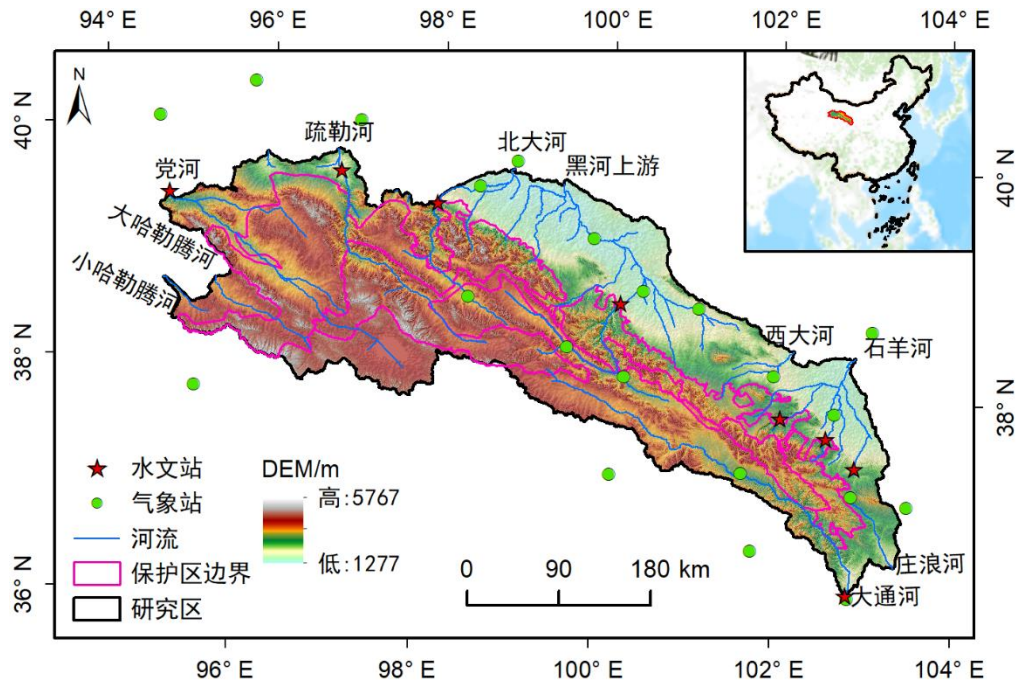 94° E 96° E 98° E 100° E 102° E 104° E
N
40° N
40° N
疏勒河
北大河
党河
黑河上游
大哈勒腾河
小哈勒腾河
38° N
西大河
石羊河
38° N
水文站
气象站
河流
保护区边界
研究区
DEM/m
高:5767
低:1277
0 90 180 km
36° N
36° N
庄浪河
大通河
96° E 98° E 100° E 102° E 104° E